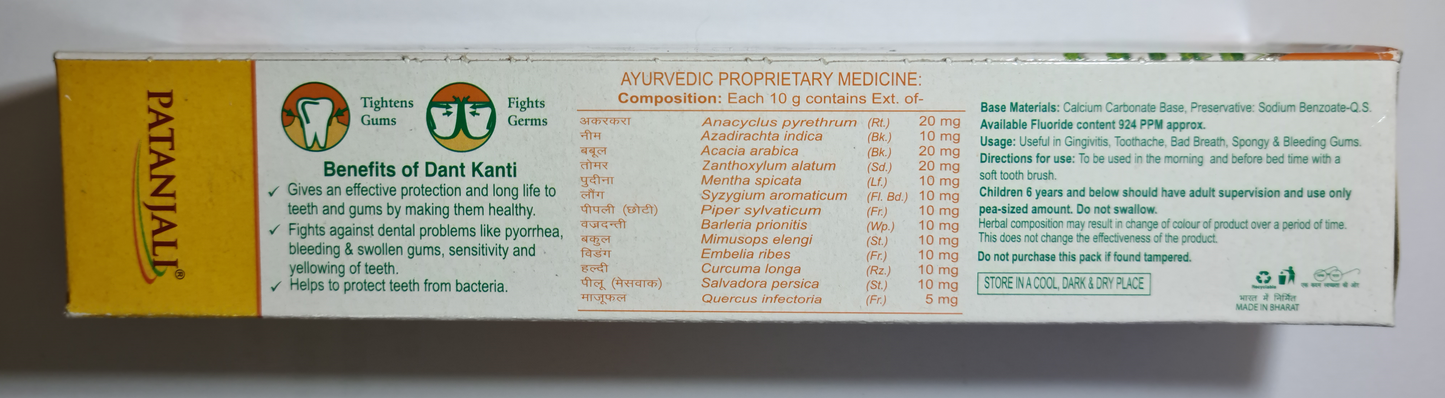 PATANJALI®
Tightens
Gums
Fights
Germs
Benefits of Dant Kanti
✓ Gives an effective protection and long life to
teeth and gums by making them healthy.
✓ Fights against dental problems like pyorrhea,
bleeding & swollen gums, sensitivity and
yellowing of teeth.
✓ Helps to protect teeth from bacteria.
AYURVEDIC PROPRIETARY MEDICINE:
Composition: Each 10 g contains Ext. of-
अकरकरा Anacyclus pyrethrum (Rt.) 20 mg
नीम Azadirachta indica (Bk.) 10 mg
बबूल Acacia arabica (Bk.) 20 mg
तोमर Zanthoxylum alatum (Sd.) 20 mg
पुदीना Mentha spicata (Lf.) 10 mg
लौंग Syzygium aromaticum (Fl. Bd.) 10 mg
पीपली (छोटी) Piper sylvaticum (Fr.) 10 mg
वजदन्ती Barleria prionitis (Wp.) 10 mg
बकुल Mimusops elengi (St.) 10 mg
विडंग Embelia ribes (Fr.) 10 mg
हल्दी Curcuma longa (Rz.) 10 mg
पीलू (मेसवाक) Salvadora persica (St.) 10 mg
माजूफल Quercus infectoria (Fr.) 5 mg
Base Materials: Calcium Carbonate Base, Preservative: Sodium Benzoate-Q.S.
Available Fluoride content 924 PPM approx.
Usage: Useful in Gingivitis, Toothache, Bad Breath, Spongy & Bleeding Gums.
Directions for use: To be used in the morning and before bed time with a
soft tooth brush.
Children 6 years and below should have adult supervision and use only
pea-sized amount. Do not swallow.
Herbal composition may result in change of colour of product over a period of time.
This does not change the effectiveness of the product.
Do not purchase this pack if found tampered.
STORE IN A COOL, DARK & DRY PLACE
Recyclable
एक कदम स्वच्छता की ओर
भारत में निर्मित
MADE IN BHARAT